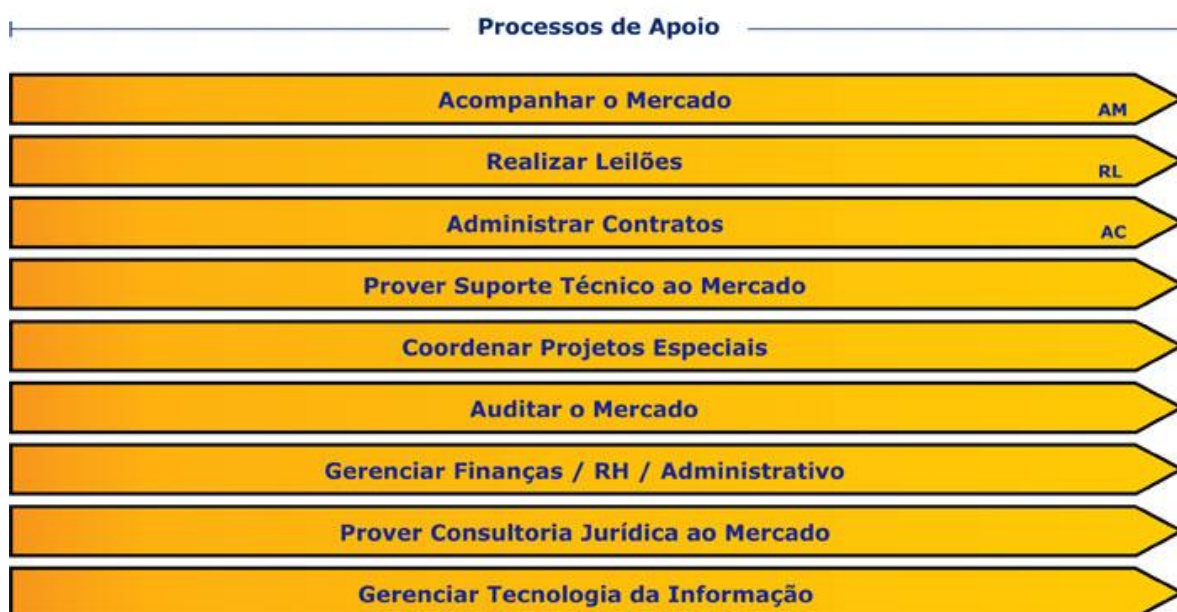 Processos de Apoio
Acompanhar o Mercado
AM
Realizar Leilões
RL
Administrar Contratos
AC
Prover Suporte Técnico ao Mercado
Coordenar Projetos Especiais
Auditar o Mercado
Gerenciar Finanças / RH / Administrativo
Prover Consultoria Jurídica ao Mercado
Gerenciar Tecnologia da Informação